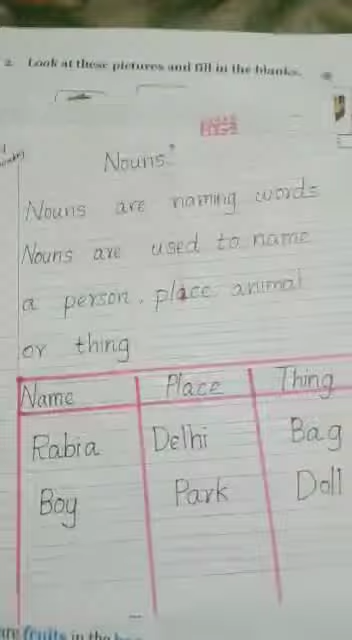 2. Look at these pictures and fill in the blanks.
Nouns:
Nouns are naming words
Nouns are used to name
a person, place animal
or thing
Name Place Thing
Rabia Delhi Bag
Boy Park Doll
are fruits in the